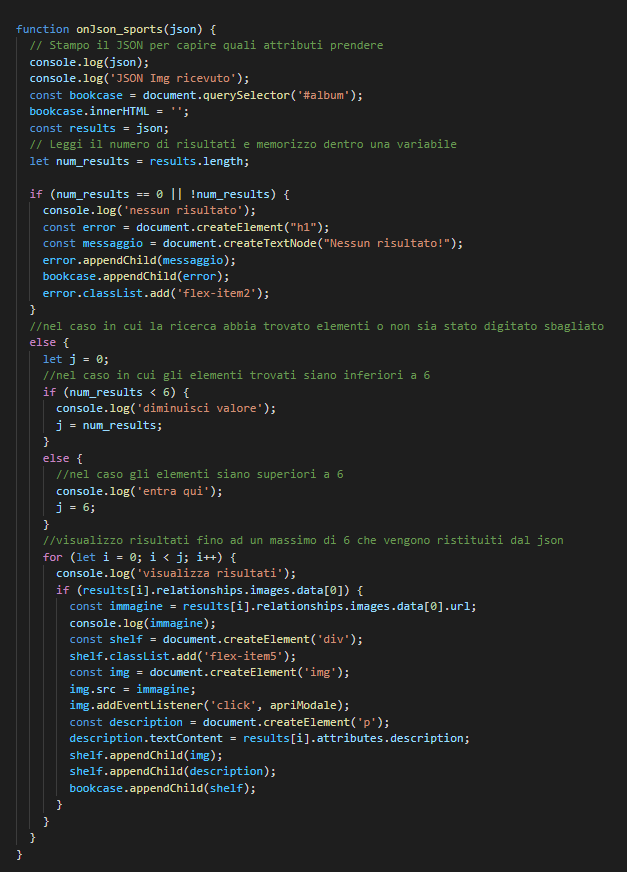 function onJson_sports(json) {
// Stampo il JSON per capire quali attributi prendere
console.log(json);
console.log('JSON Img ricevuto');
const bookcase = document.querySelector('#album');
bookcase.innerHTML = '';
const results = json;
// Leggi il numero di risultati e memorizzo dentro una variabile
let num_results = results.length;
if (num_results == 0 || !num_results) {
console.log('nessun risultato');
const error = document.createElement("h1");
const messaggio = document.createTextNode("Nessun risultato!");
error.appendChild(messaggio);
bookcase.appendChild(error);
error.classList.add('flex-item2');
}
//nel caso in cui la ricerca abbia trovato elementi o non sia stato digitato sbagliato
else {
let j = 0;
//nel caso in cui gli elementi trovati siano inferiori a 6
if (num_results < 6) {
console.log('diminuisci valore');
j = num_results;
}
else {
//nel caso gli elementi siano superiori a 6
console.log('entra qui');
j = 6;
}
//visualizzo risultati fino ad un massimo di 6 che vengono ristituiti dal json
for (let i = 0; i < j; i++) {
console.log('visualizza risultati');
if (results[i].relationships.images.data[0]) {
const immagine = results[i].relationships.images.data[0].url;
console.log(immagine);
const shelf = document.createElement('div');
shelf.classList.add('flex-item5');
const img = document.createElement('img');
img.src = immagine;
img.addEventListener('click', apriModale);
const description = document.createElement('p');
description.textContent = results[i].attributes.description;
shelf.appendChild(img);
shelf.appendChild(description);
bookcase.appendChild(shelf);
}
}
}
}